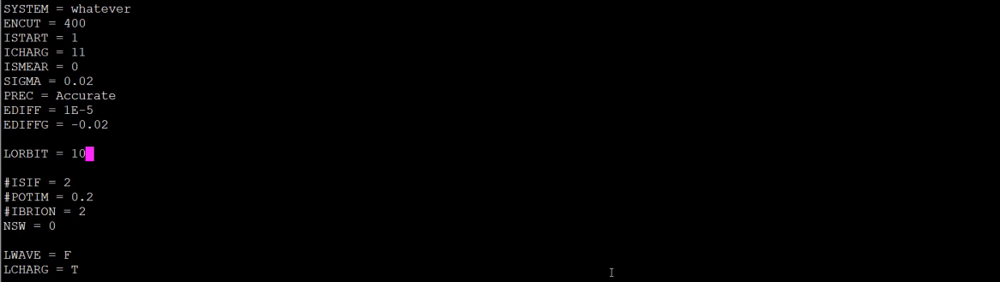 SYSTEM = whatever
ENCUT = 400
ISTART = 1
ICHARG = 11
ISMEAR = 0
SIGMA = 0.02
PREC = Accurate
EDIFF = 1E-5
EDIFFG = -0.02
LORBIT = 10
#ISIF = 2
#POTIM = 0.2
#IBRION = 2
NSW = 0
LWAVE = F
LCHARG = T